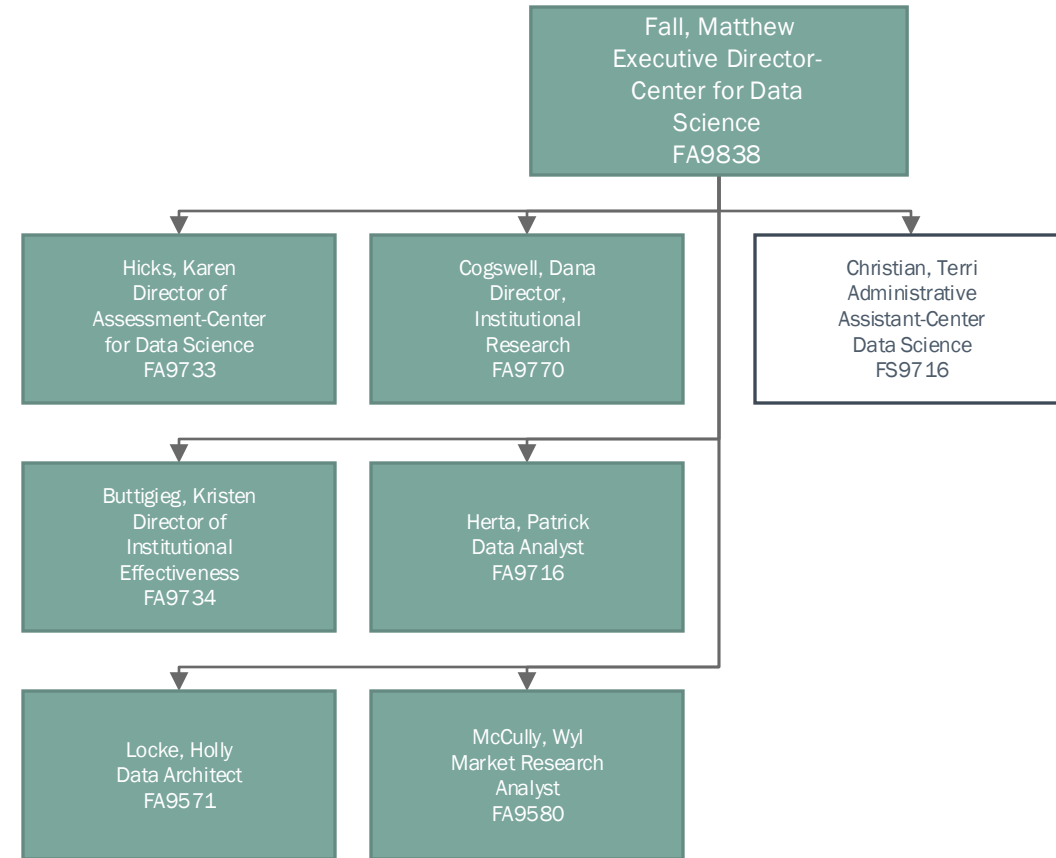 Fall, Matthew
Executive Director-
Center for Data
Science
FA9838
Hicks, Karen
Director of
Assessment-Center
for Data Science
FA9733
Cogswell, Dana
Director,
Institutional
Research
FA9770
Christian, Terri
Administrative
Assistant-Center
Data Science
FS9716
Buttigieg, Kristen
Director of
Institutional
Effectiveness
FA9734
Herta, Patrick
Data Analyst
FA9716
Locke, Holly
Data Architect
FA9571
McCully, Wyl
Market Research
Analyst
FA9580